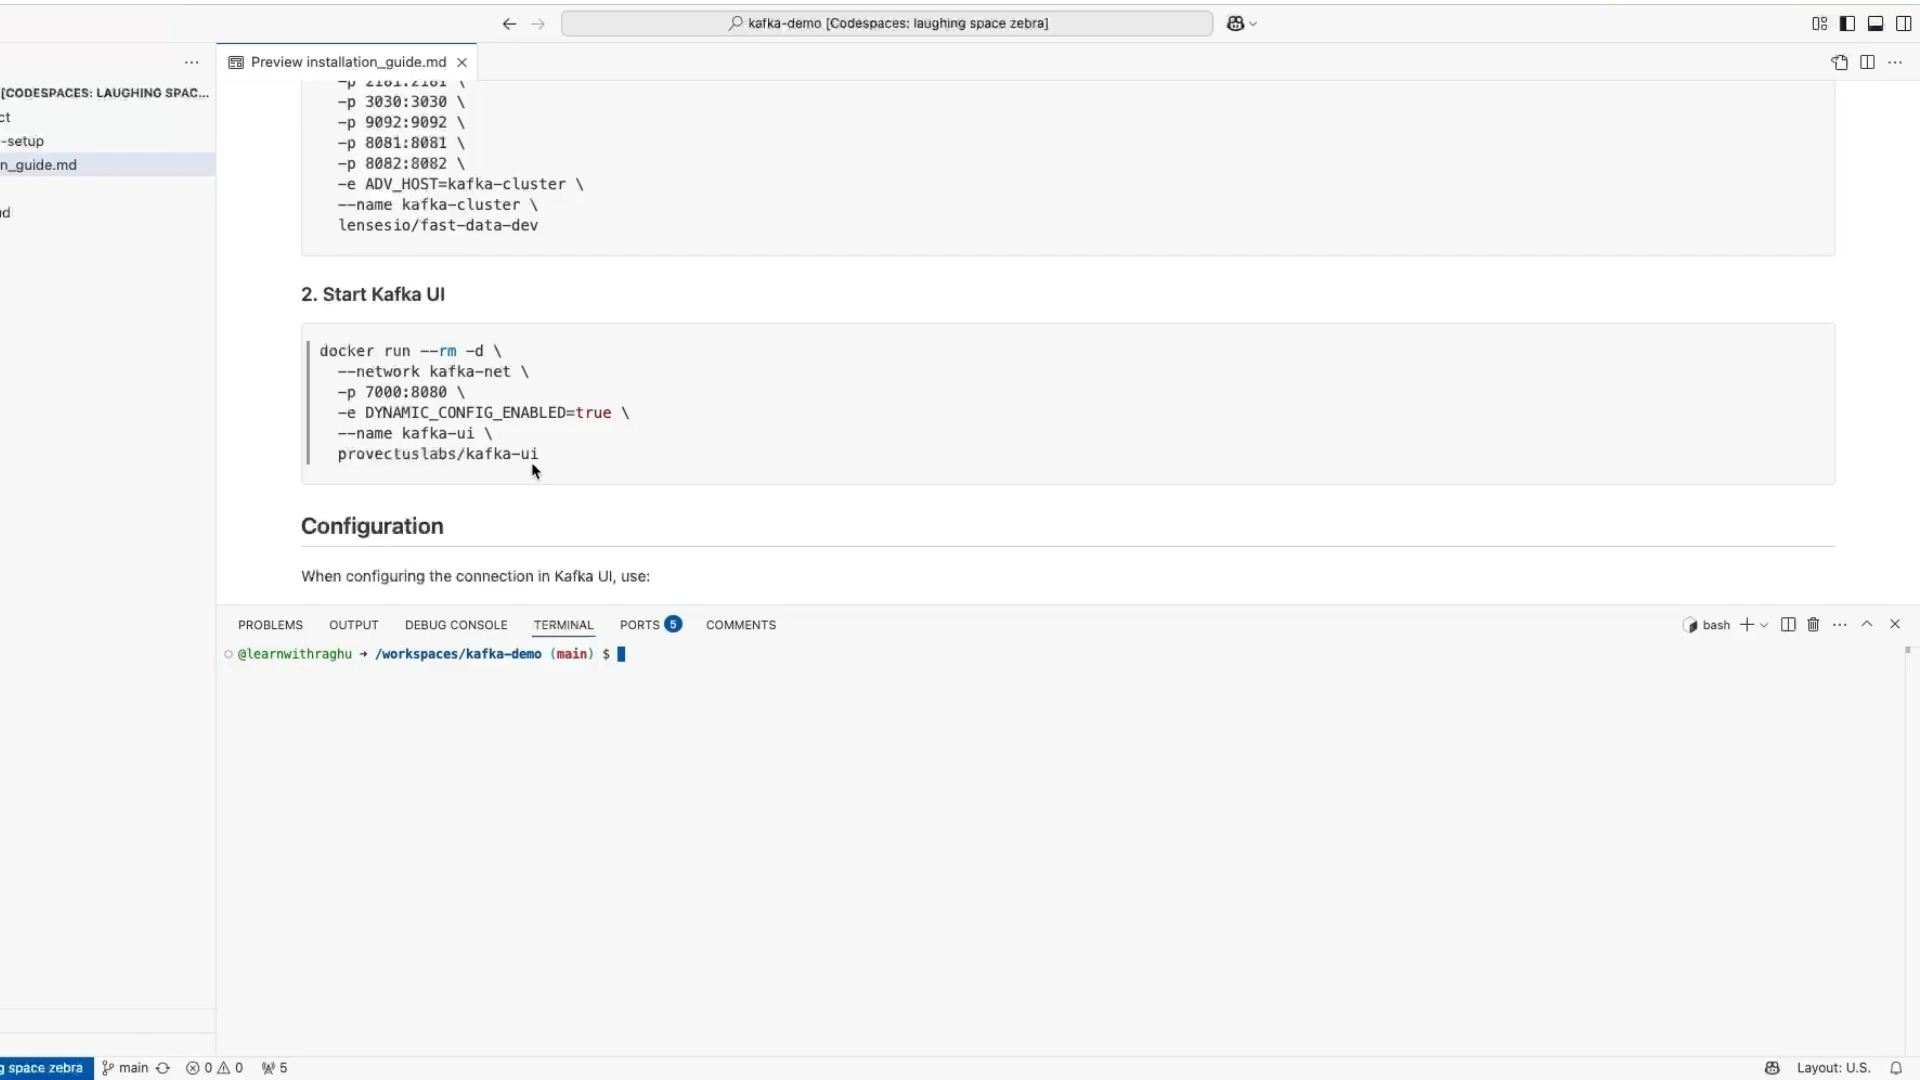 kafka-demo [Codespaces: laughing space zebra]
Preview installation_guide.md
[CODESPACES: LAUGHING SPAC...
ct
-setup
n_guide.md
d
-p 2181:2181 \
-p 3030:3030 \
-p 9092:9092 \
-p 8081:8081 \
-p 8082:8082 \
-e ADV_HOST=kafka-cluster \
--name kafka-cluster \
lensesio/fast-data-dev
2. Start Kafka UI
docker run --rm -d \
--network kafka-net \
-p 7000:8080 \
-e DYNAMIC_CONFIG_ENABLED=true \
--name kafka-ui \
provectuslabs/kafka-ui
Configuration
When configuring the connection in Kafka UI, use:
PROBLEMS OUTPUT DEBUG CONSOLE TERMINAL PORTS 5 COMMENTS
bash
@learnwithraghu → /workspaces/kafka-demo (main) $
g space zebra main 0 0 5 Layout: U.S.